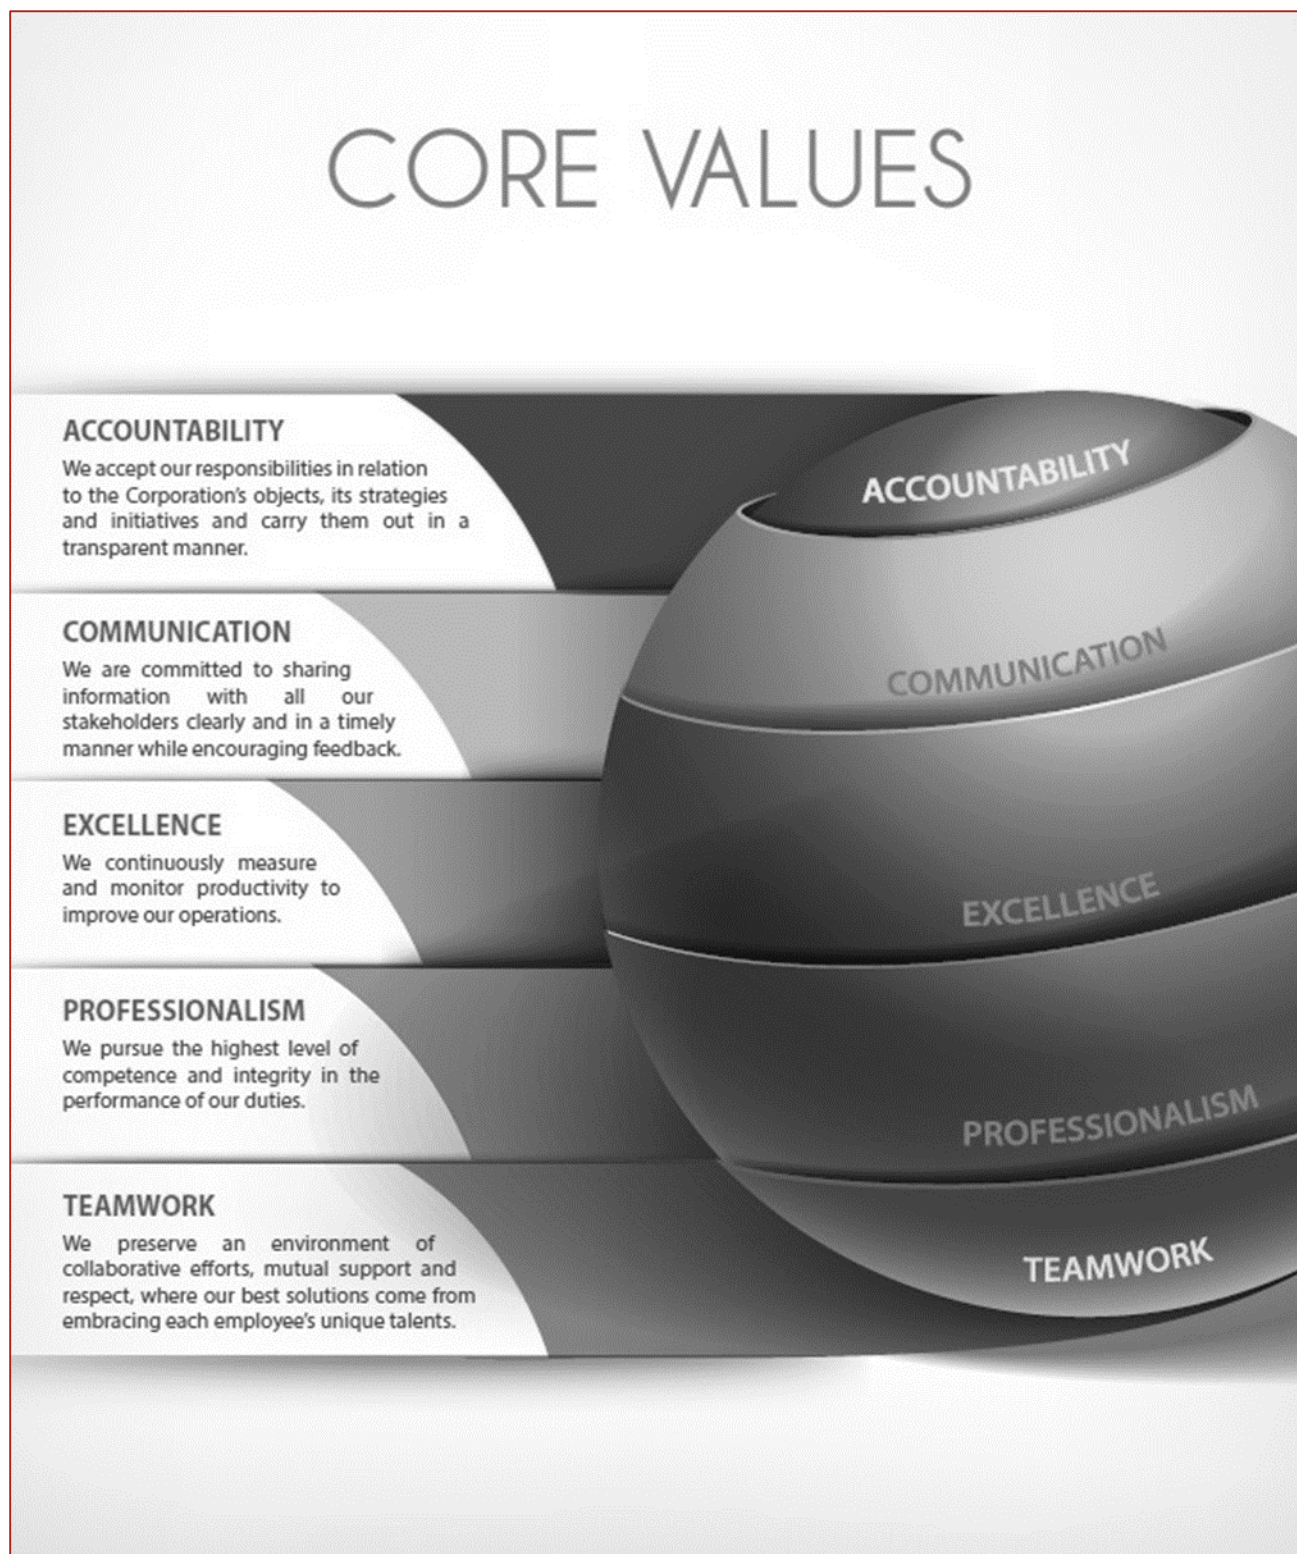 CORE VALUES
ACCOUNTABILITY
We accept our responsibilities in relation
to the Corporation's objects, its strategies
and initiatives and carry them out in a
transparent manner.
ACCOUNTABILITY
COMMUNICATION
We are committed to sharing
information with all our
stakeholders clearly and in a timely
manner while encouraging feedback.
COMMUNICATION
EXCELLENCE
We continuously measure
and monitor productivity to
improve our operations.
EXCELLENCE
PROFESSIONALISM
We pursue the highest level of
competence and integrity in the
performance of our duties.
PROFESSIONALISM
TEAMWORK
We preserve an environment of
collaborative efforts, mutual support and
respect, where our best solutions come from
embracing each employee's unique talents.
TEAMWORK